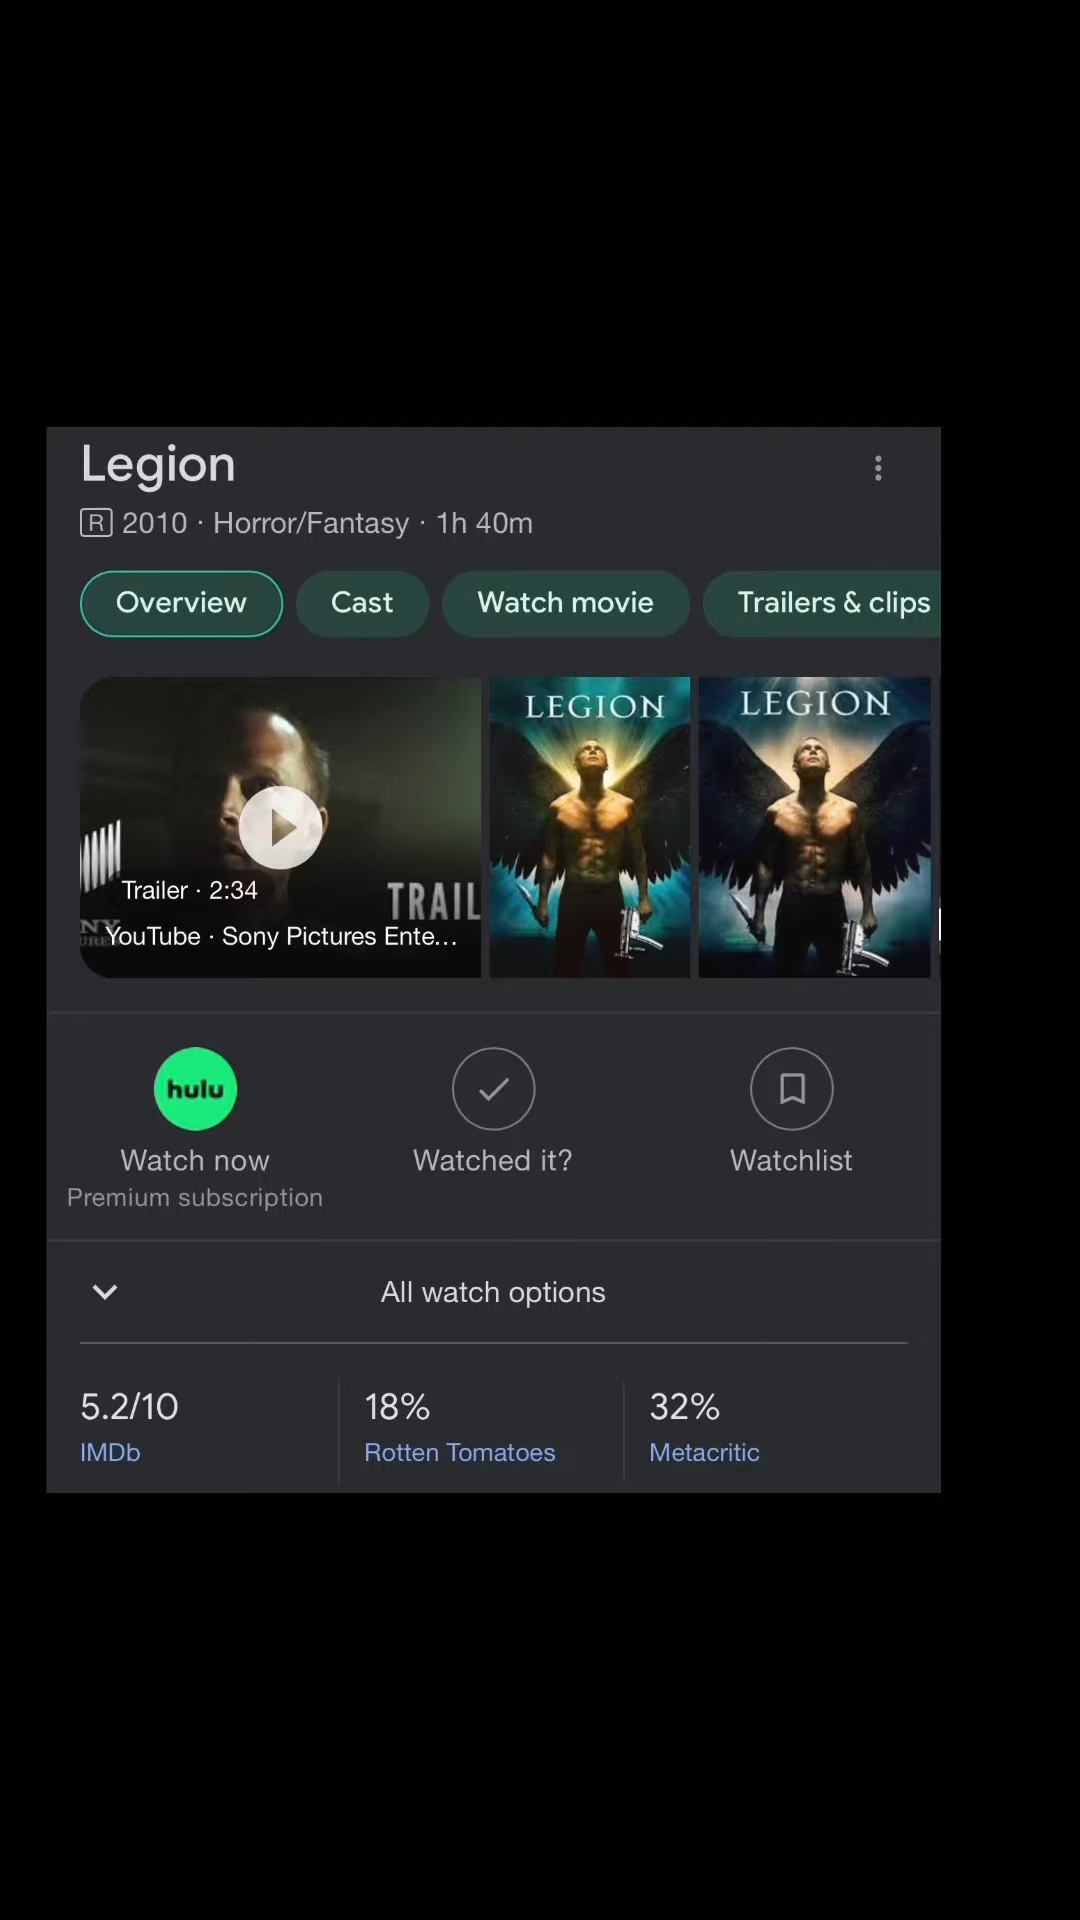 Legion
R 2010 · Horror/Fantasy · 1h 40m
Overview
Cast
Watch movie
Trailers & clips
LEGION
LEGION
TRAIL
Trailer · 2:34
YouTube · Sony Pictures Ente...
hulu
Watch now
Premium subscription
Watched it?
Watchlist
All watch options
5.2/10
IMDb
18%
Rotten Tomatoes
32%
Metacritic